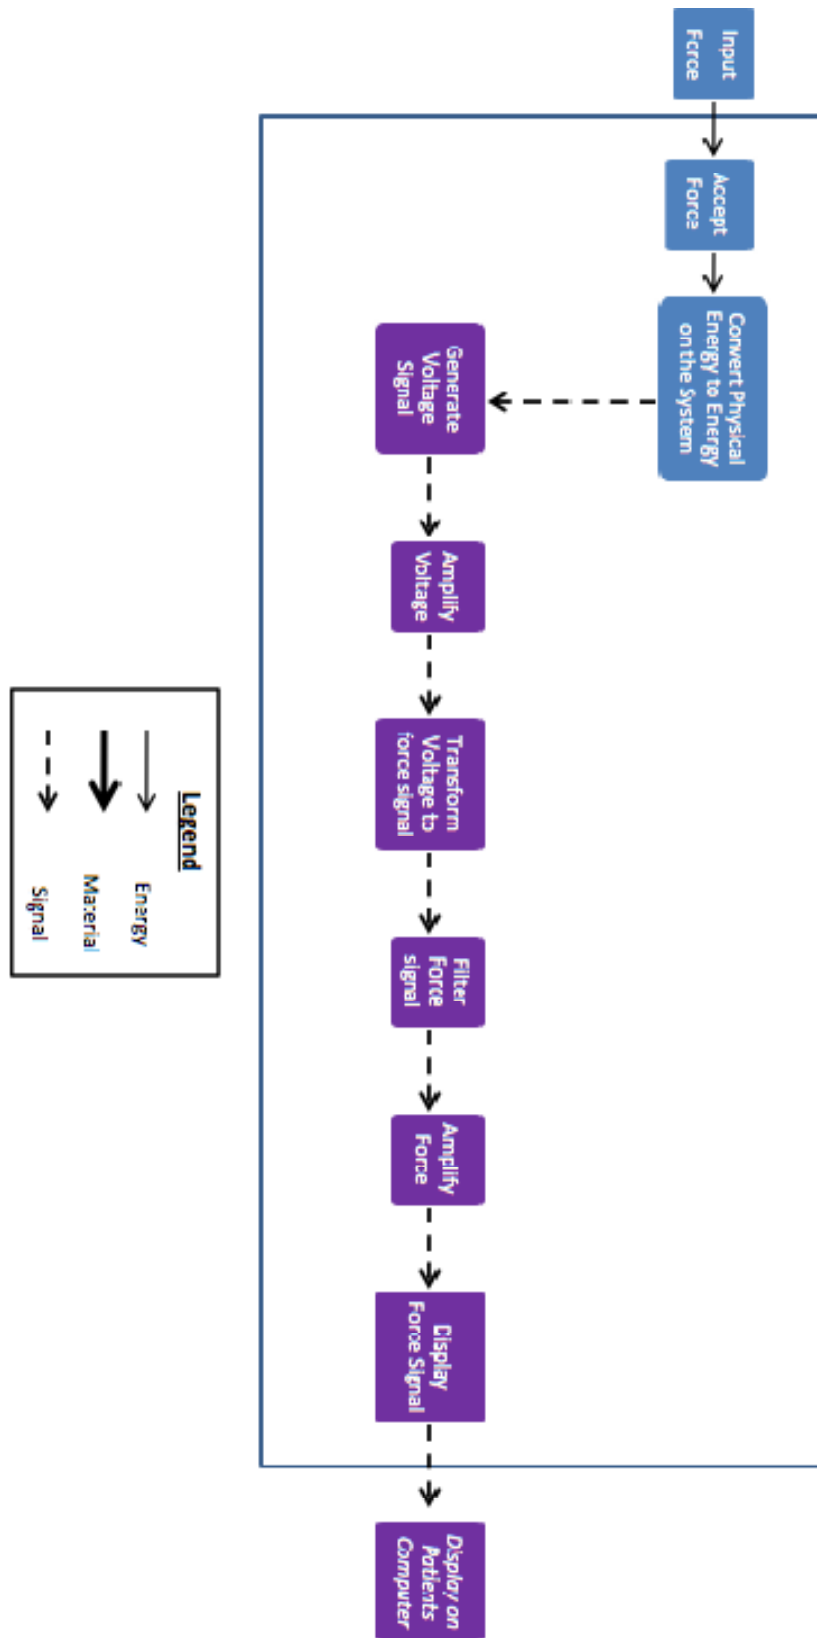 Input
Force
Accept
Force
Convert Physical
Energy to Energy
on the System
Generate
Voltage
Signal
Amplify
Voltage
Transform
Voltage to
force signal
Filter
Force
signal
Amplify
Force
Display
Force Signal
Display on
Patients
Computer
Legend
Energy
Material
Signal